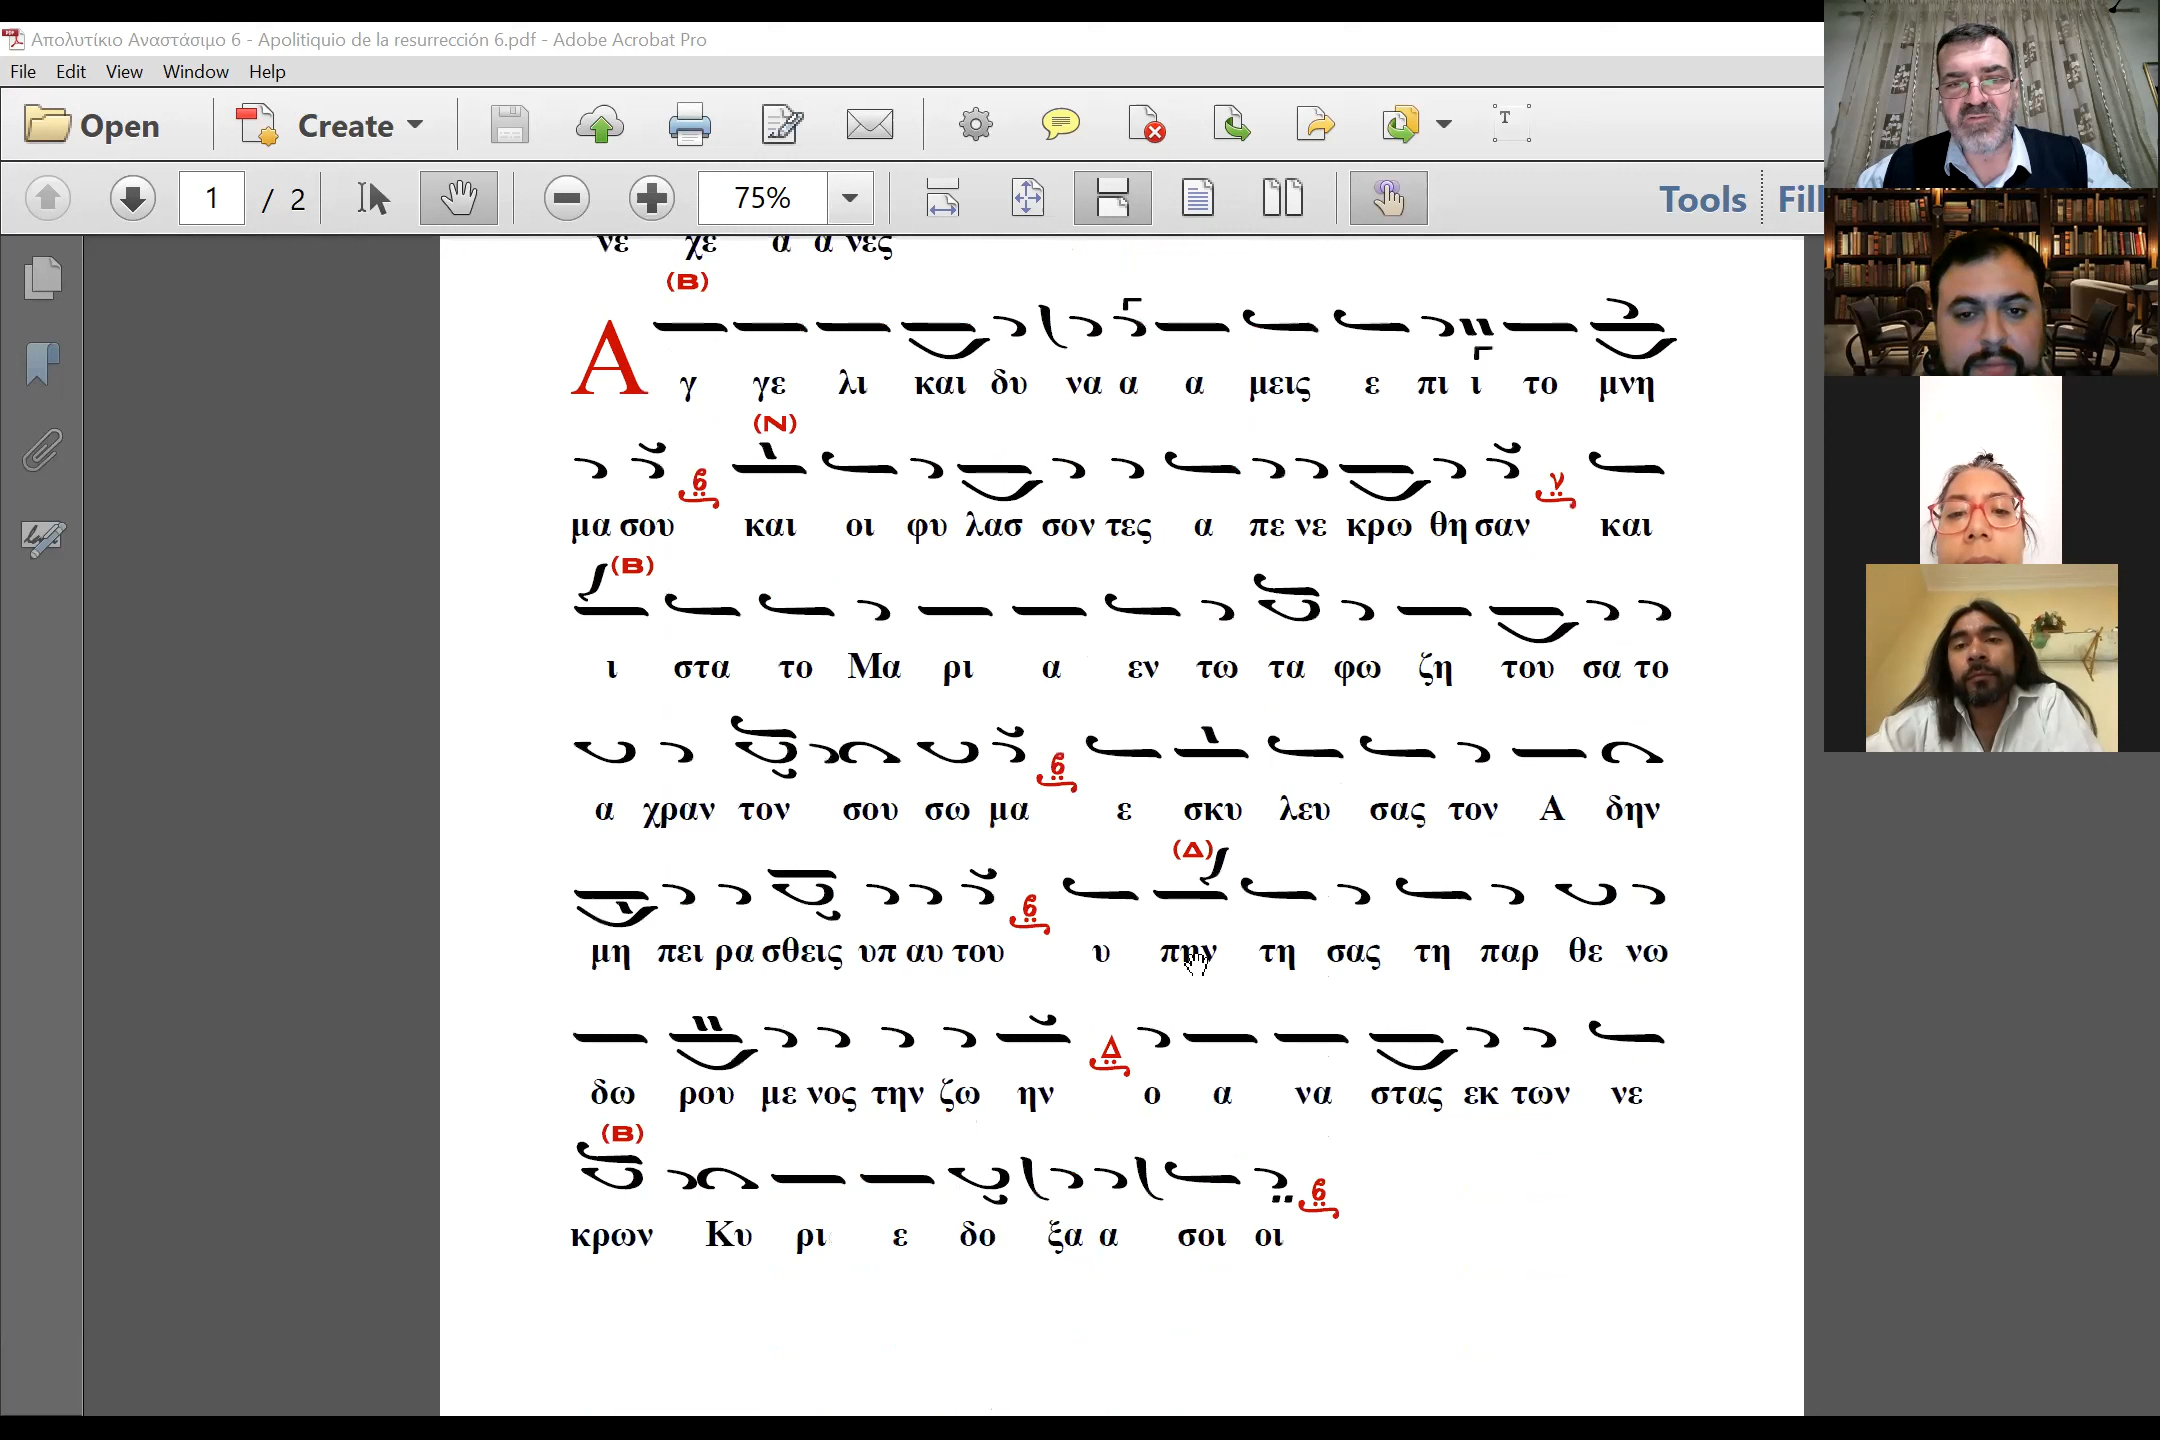 Απολυτίκιο Αναστάσιμο 6 - Apolitiquio de la resurrección 6.pdf - Adobe Acrobat Pro
File Edit View Window Help
Open Create
1 / 2 75% Tools Fill
νε χε α α νες
(Β)
Α γ γε λι και δυ να α α μεις ε πι ι το μνη
(Ν)
μα σου και οι φυ λασ σον τες α πε νε κρω θη σαν και
(Β)
ι στα το Μα ρι α εν τω τα φω ζη του σα το
α χραν τον σου σω μα ε σκυ λευ σας τον Α δην
(Δ)
μη πει ρα σθεις υπ αυ του υ πην τη σας τη παρ θε νω
δω ρου με νος την ζω ην Δ ο α να στας εκ των νε
(Β)
κρων Κυ ρι ε δο ξα α σοι οι